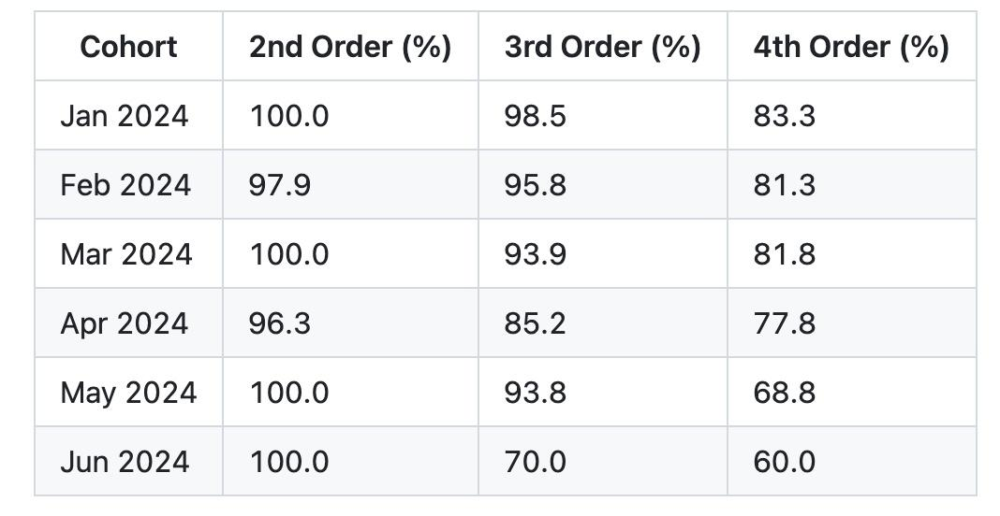 Cohort 2nd Order (%) 3rd Order (%) 4th Order (%)
Jan 2024 100.0 98.5 83.3
Feb 2024 97.9 95.8 81.3
Mar 2024 100.0 93.9 81.8
Apr 2024 96.3 85.2 77.8
May 2024 100.0 93.8 68.8
Jun 2024 100.0 70.0 60.0